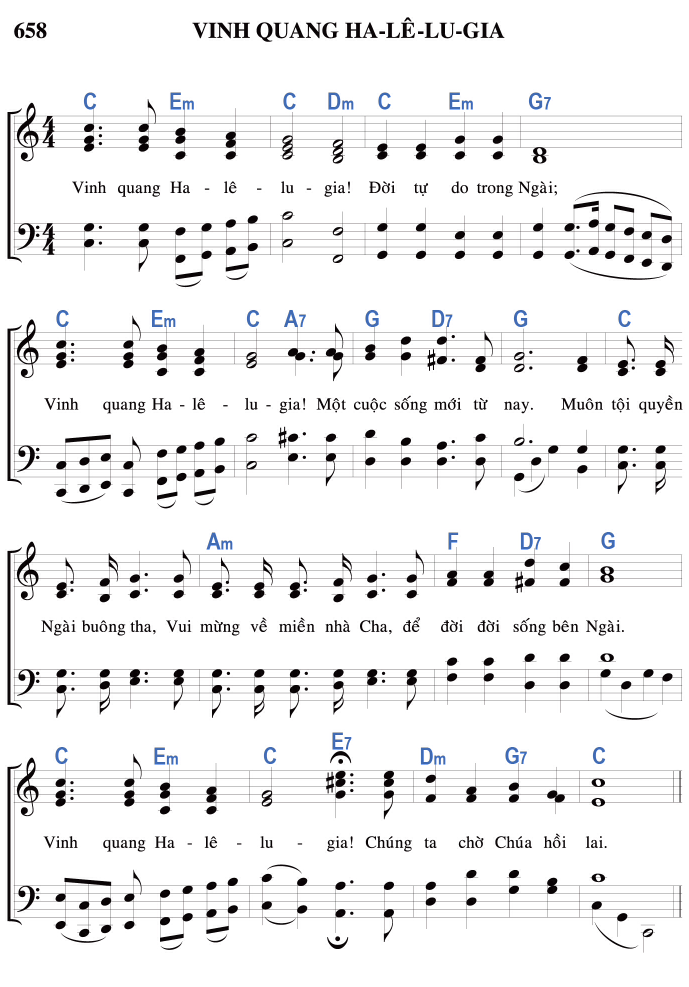 658 VINH QUANG HA-LÊ-LU-GIA
C Em C Dm C Em G7
4 4
Vinh quang Ha - lê - lu - gia! Đời tự do trong Ngài;
4 4
C Em C A7 G D7 G C
Vinh quang Ha - lê - lu - gia! Một cuộc sống mới từ nay. Muôn tội quyền
Am F D7 G
Ngài buông tha, Vui mừng về miền nhà Cha, để đời đời sống bên Ngài.
C Em C E7 Dm G7 C
Vinh quang Ha - lê - lu - gia! Chúng ta chờ Chúa hồi lai.